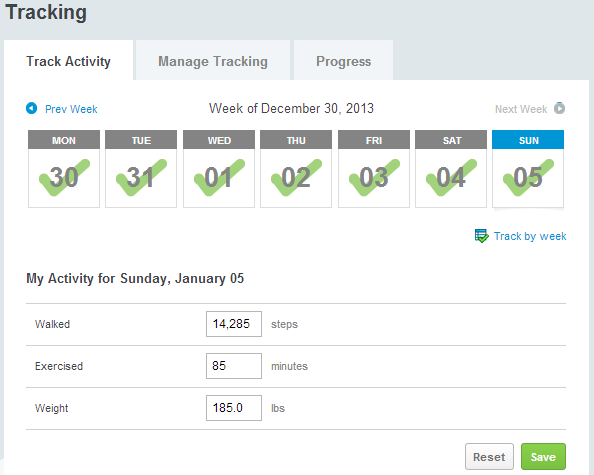 Tracking
Track Activity Manage Tracking Progress
Prev Week Week of December 30, 2013 Next Week
MON TUE WED THU FRI SAT SUN
30 31 01 02 03 04 05
Track by week
My Activity for Sunday, January 05
Walked 14,285 steps
Exercised 85 minutes
Weight 185.0 lbs
Reset Save